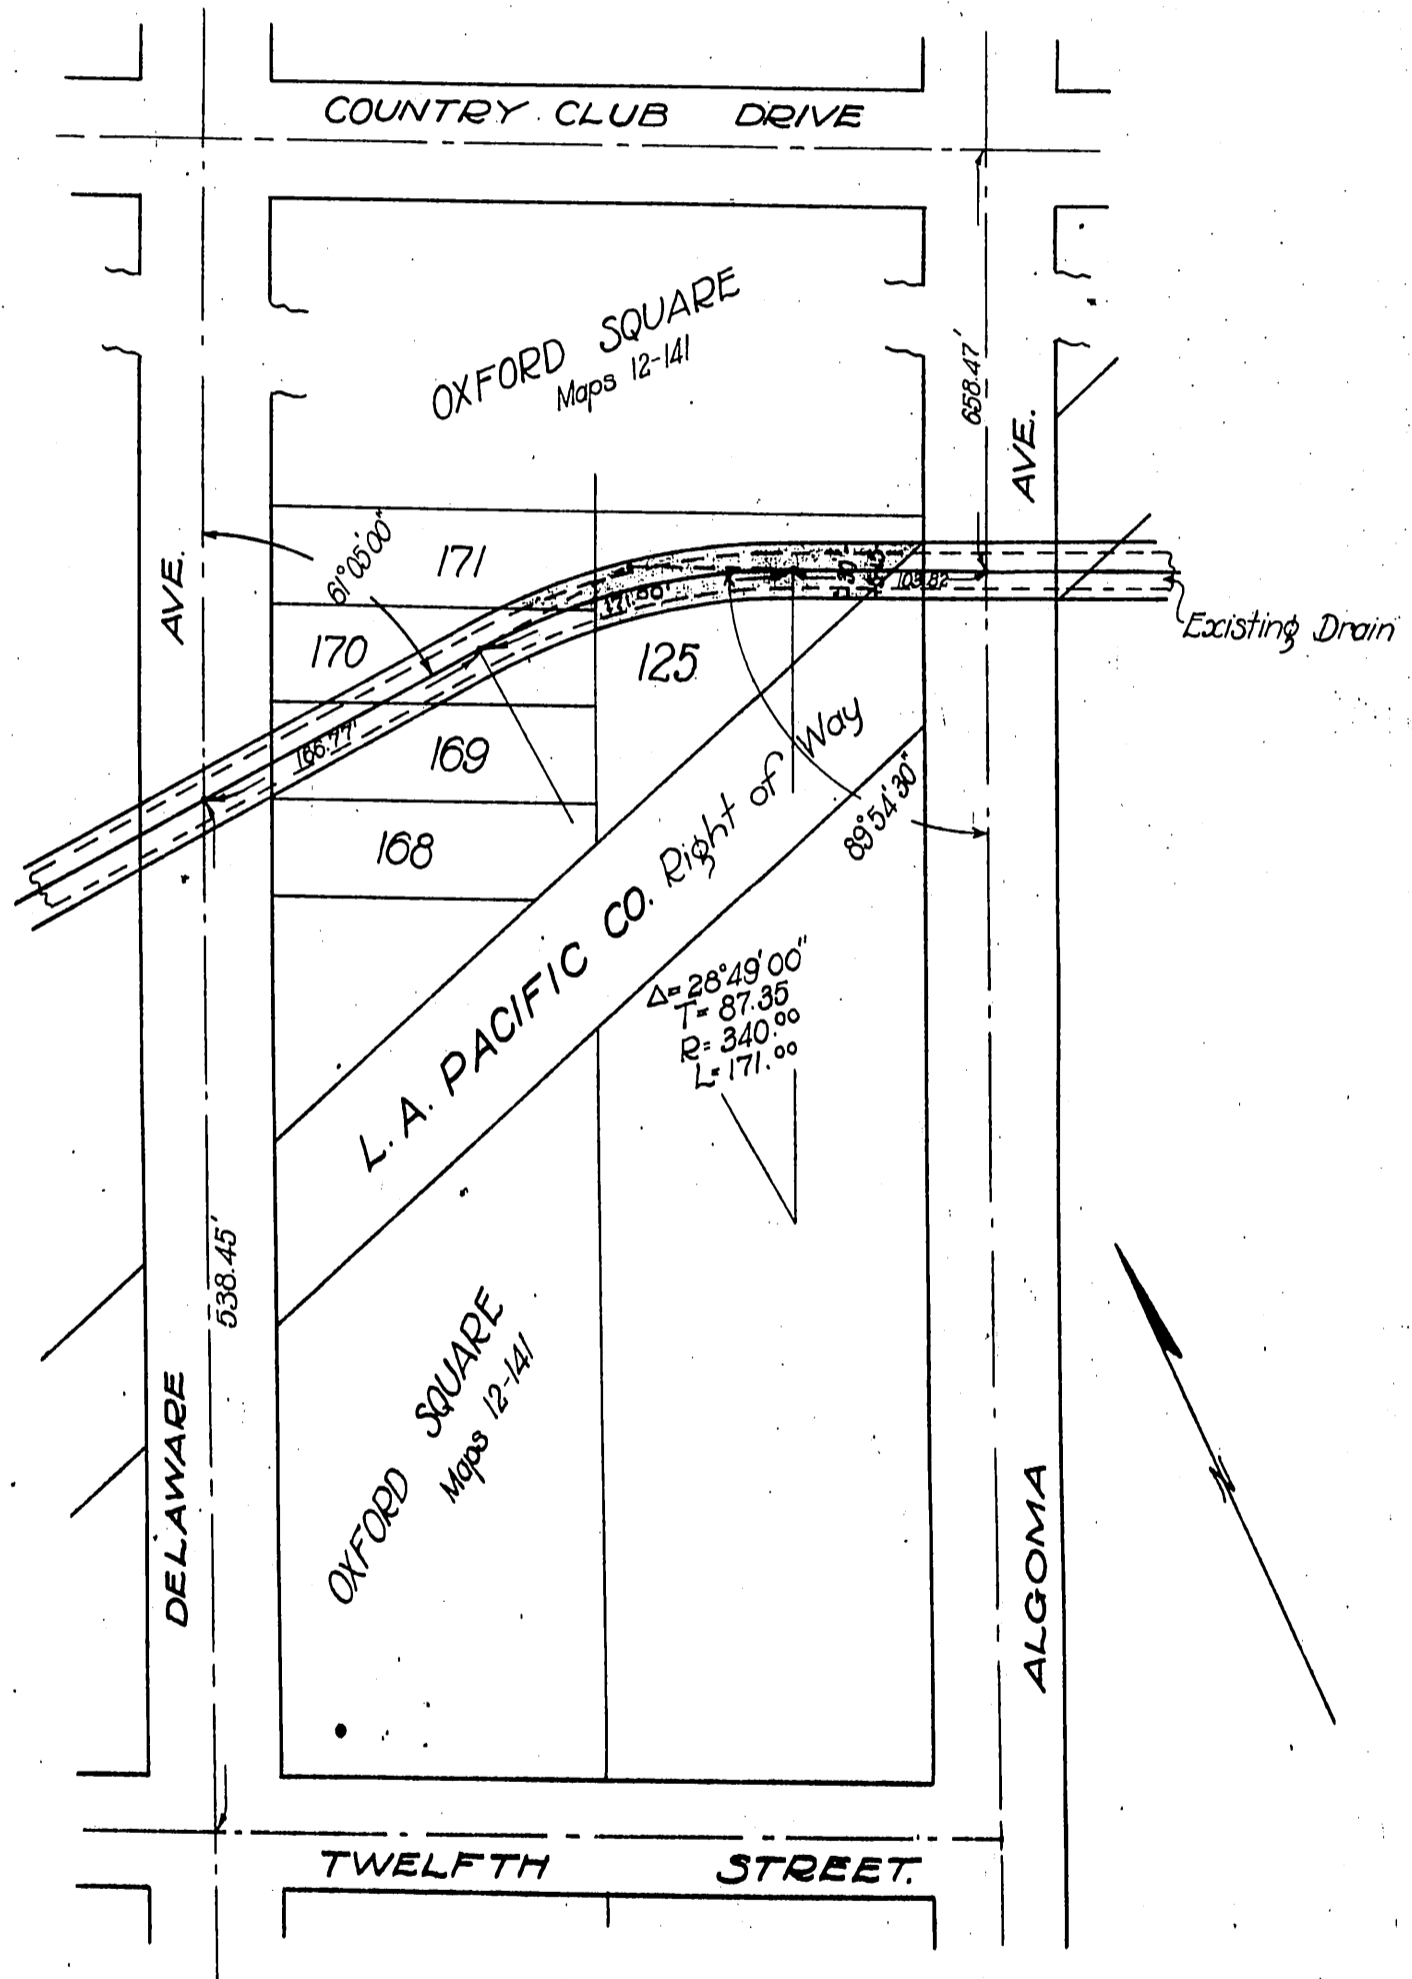 COUNTRY CLUB DRIVE
OXFORD SQUARE
Maps 12-141
658.47'
AVE.
AVE.
61°05'00"
171
170
169
168
125
171.00'
103.82
166.77'
Existing Drain
L. A. PACIFIC CO. Right of Way
89°54'30"
Δ= 28°49'00"
T= 87.35
R= 340.00
L= 171.00
538.45'
DELAWARE
OXFORD SQUARE
Maps 12-141
ALGOMA
N
TWELFTH STREET.